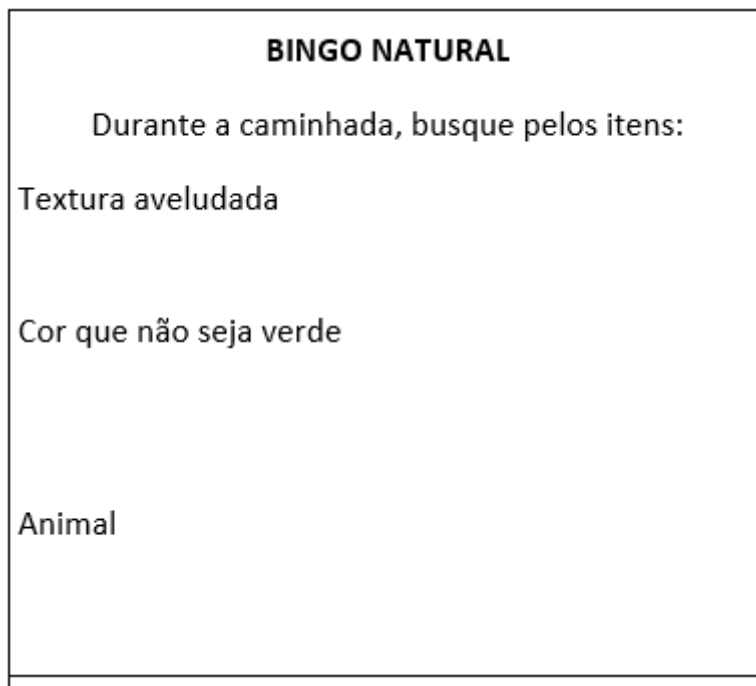 BINGO NATURAL
Durante a caminhada, busque pelos itens:
Textura aveludada
Cor que não seja verde
Animal